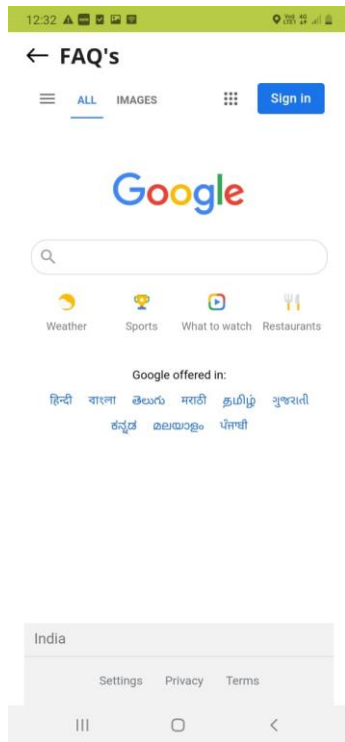 12:32
FAQ's
ALL IMAGES Sign in
Google
Weather Sports What to watch Restaurants
Google offered in:
हिन्दी বাংলা తెలుగు मराठी தமிழ் ગુજરાતી
ಕನ್ನಡ മലയാളം ਪੰਜਾਬੀ
India
Settings Privacy Terms